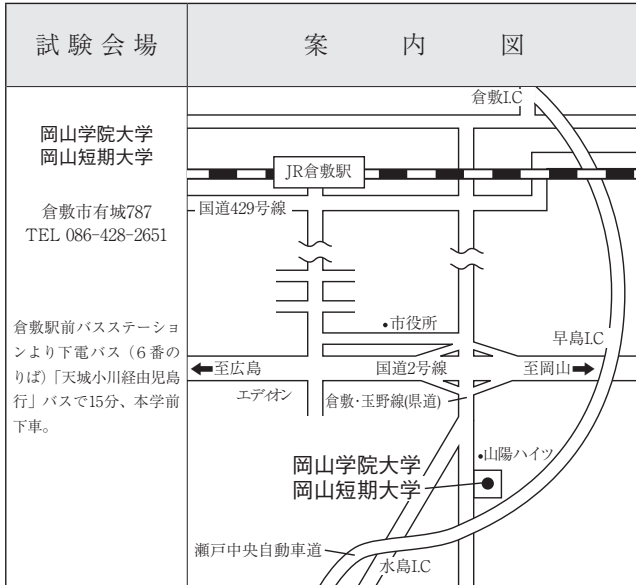 試験会場
案内図
岡山学院大学
岡山短期大学
倉敷市有城787
TEL 086-428-2651
倉敷駅前バスステーショ
ンより下電バス（6番の
りば）「天城小川経由児島
行」バスで15分、本学前
下車。
倉敷I.C
JR倉敷駅
国道429号線
•市役所
早島I.C
至広島
国道2号線
至岡山
エディオン
倉敷・玉野線(県道)
•山陽ハイツ
岡山学院大学
岡山短期大学
瀬戸中央自動車道
水島I.C